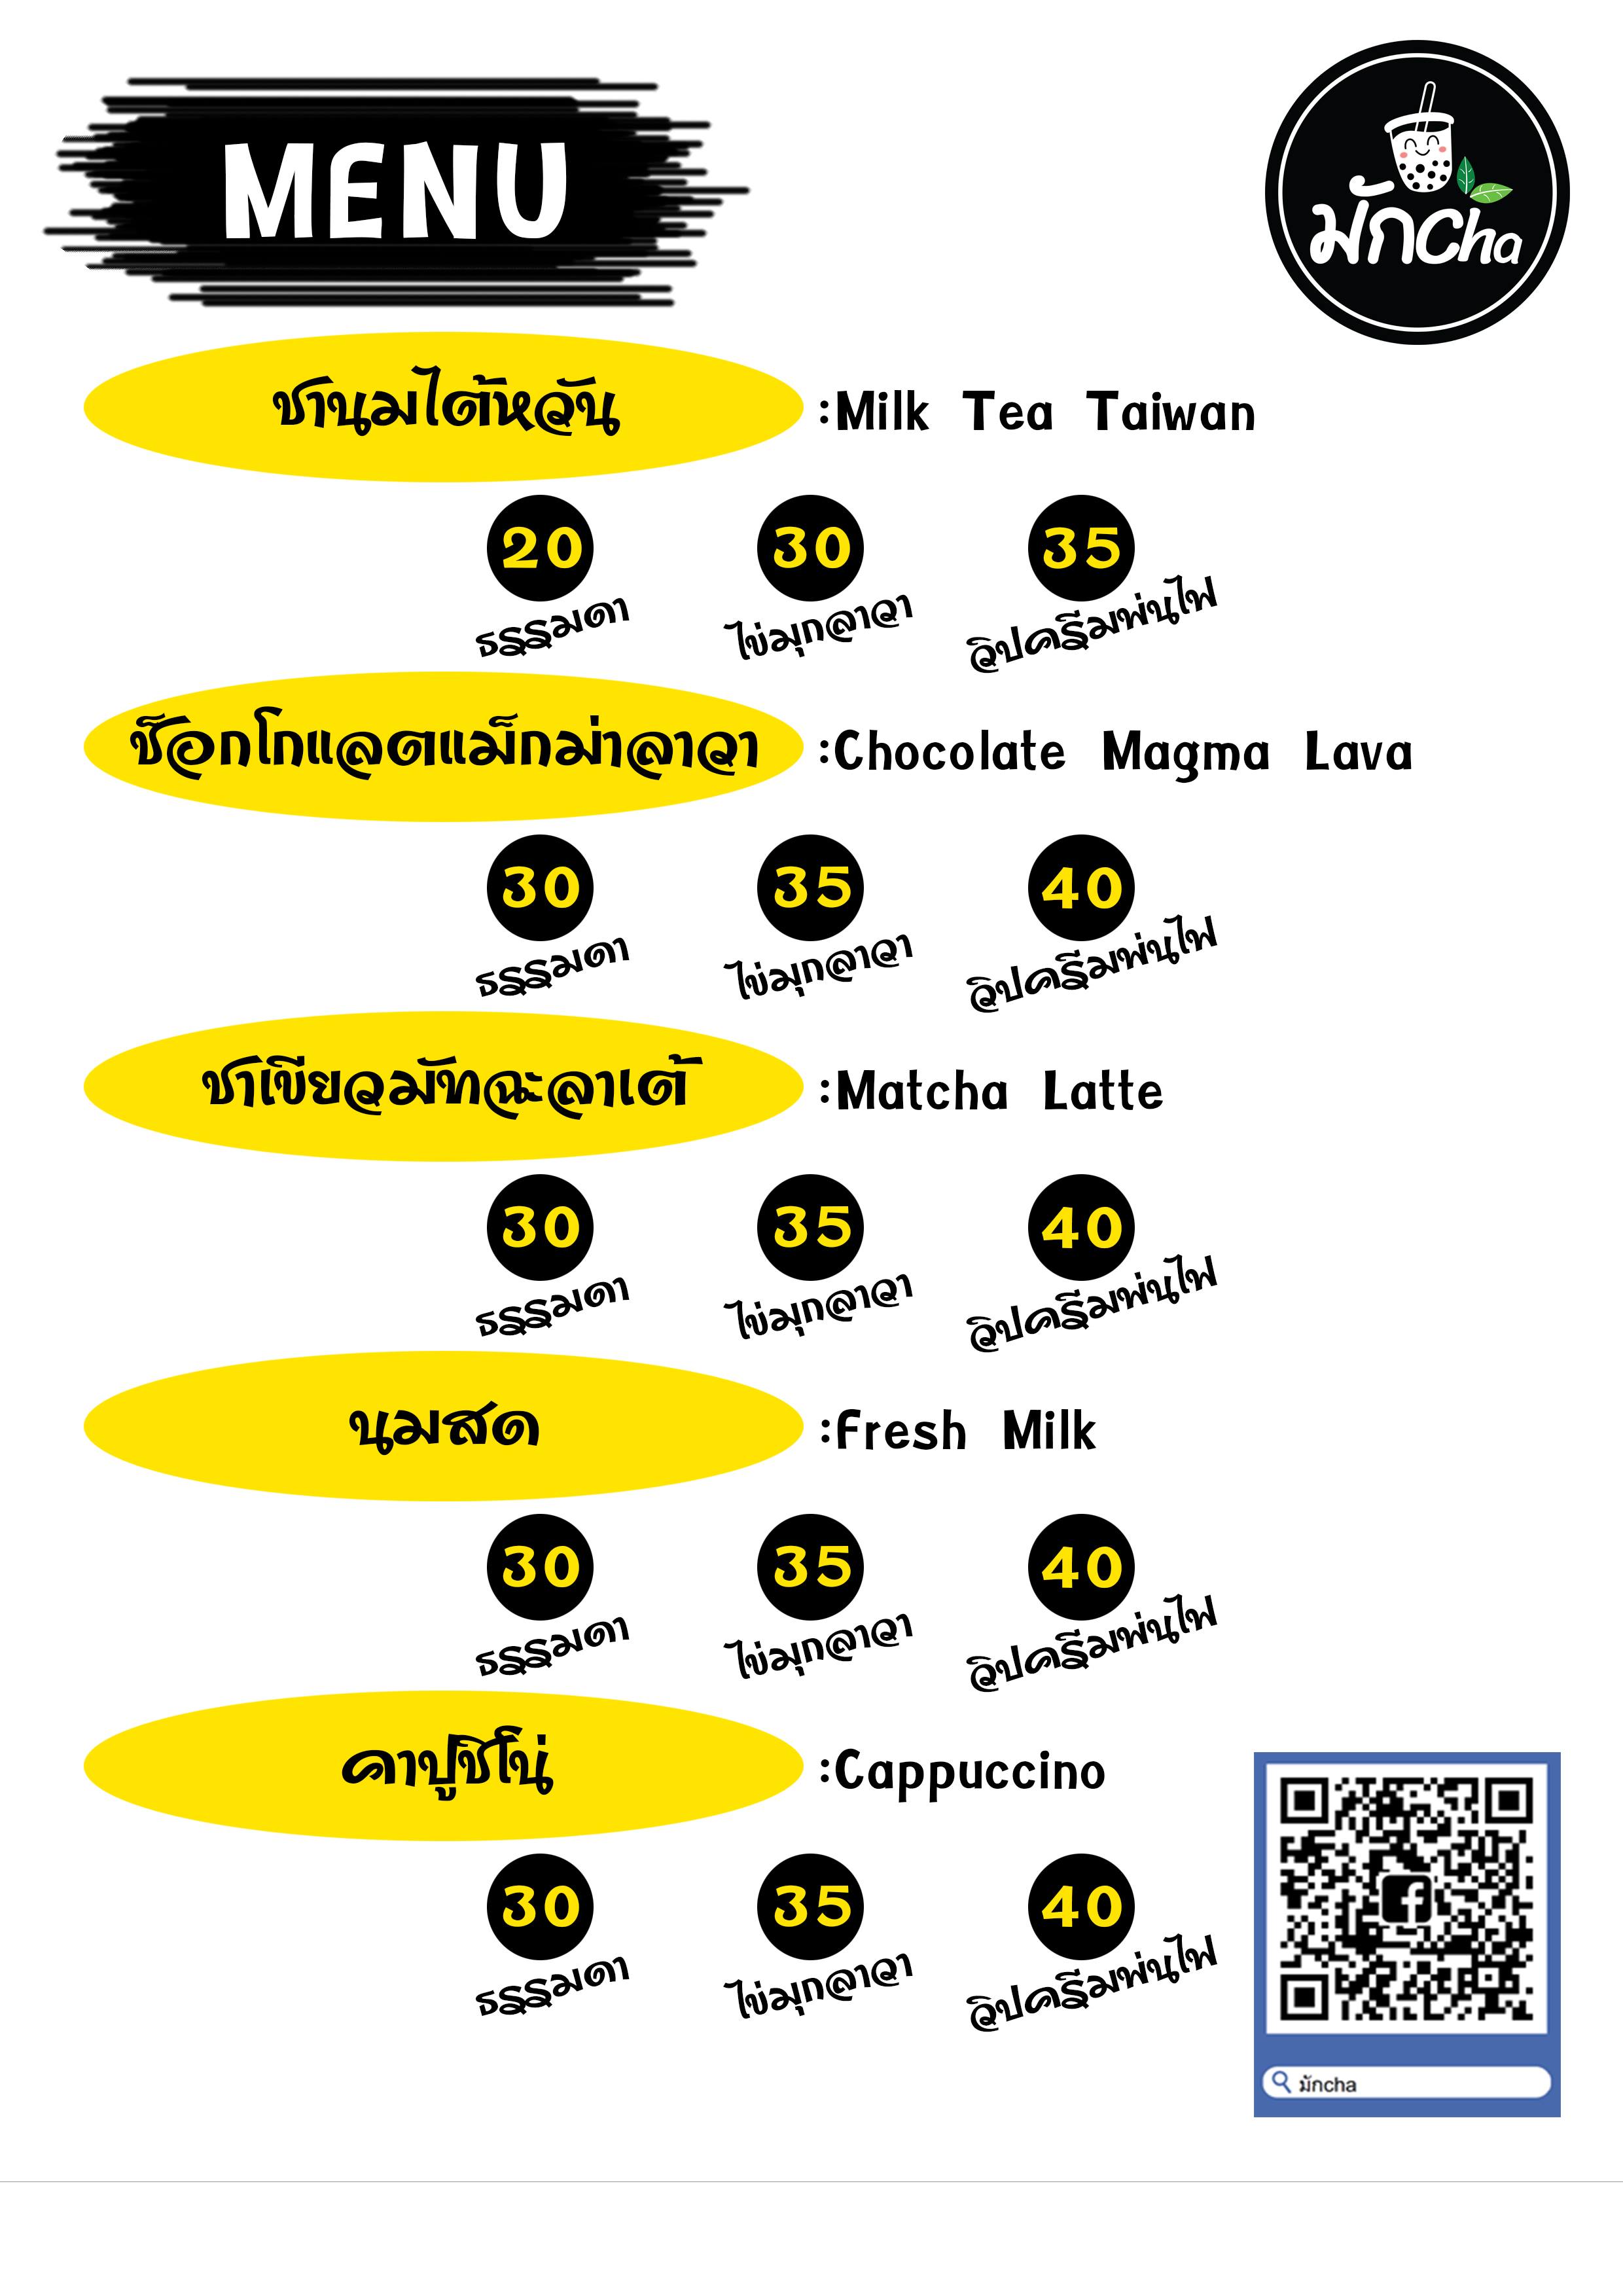 MENU
มักCha
ชานมไต้หวัน :Milk Tea Taiwan
20 30 35
ธรรมดา ไข่มุกลาวา วิปครีมพ่นไฟ
ช็อกโกแลตแม็กม่าลาวา :Chocolate Magma Lava
30 35 40
ธรรมดา ไข่มุกลาวา วิปครีมพ่นไฟ
ชาเขียวมัทฉะลาเต้ :Matcha Latte
30 35 40
ธรรมดา ไข่มุกลาวา วิปครีมพ่นไฟ
นมสด :Fresh Milk
30 35 40
ธรรมดา ไข่มุกลาวา วิปครีมพ่นไฟ
คาปูชิโน่ :Cappuccino
30 35 40
ธรรมดา ไข่มุกลาวา วิปครีมพ่นไฟ
มักcha